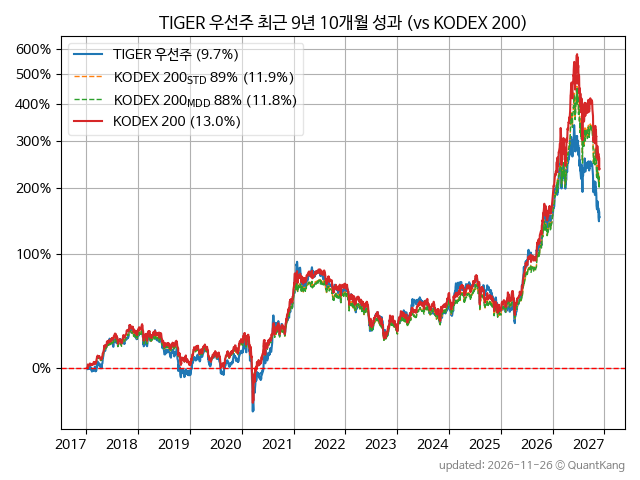 TIGER 우선주 최근 9년 10개월 성과 (vs KODEX 200)
TIGER 우선주 (9.7%)
KODEX 200STD 89% (11.9%)
KODEX 200MDD 88% (11.8%)
KODEX 200 (13.0%)
600%
500%
400%
300%
200%
100%
0%
2017 2018 2019 2020 2021 2022 2023 2024 2025 2026 2027
updated: 2026-11-26 © QuantKang